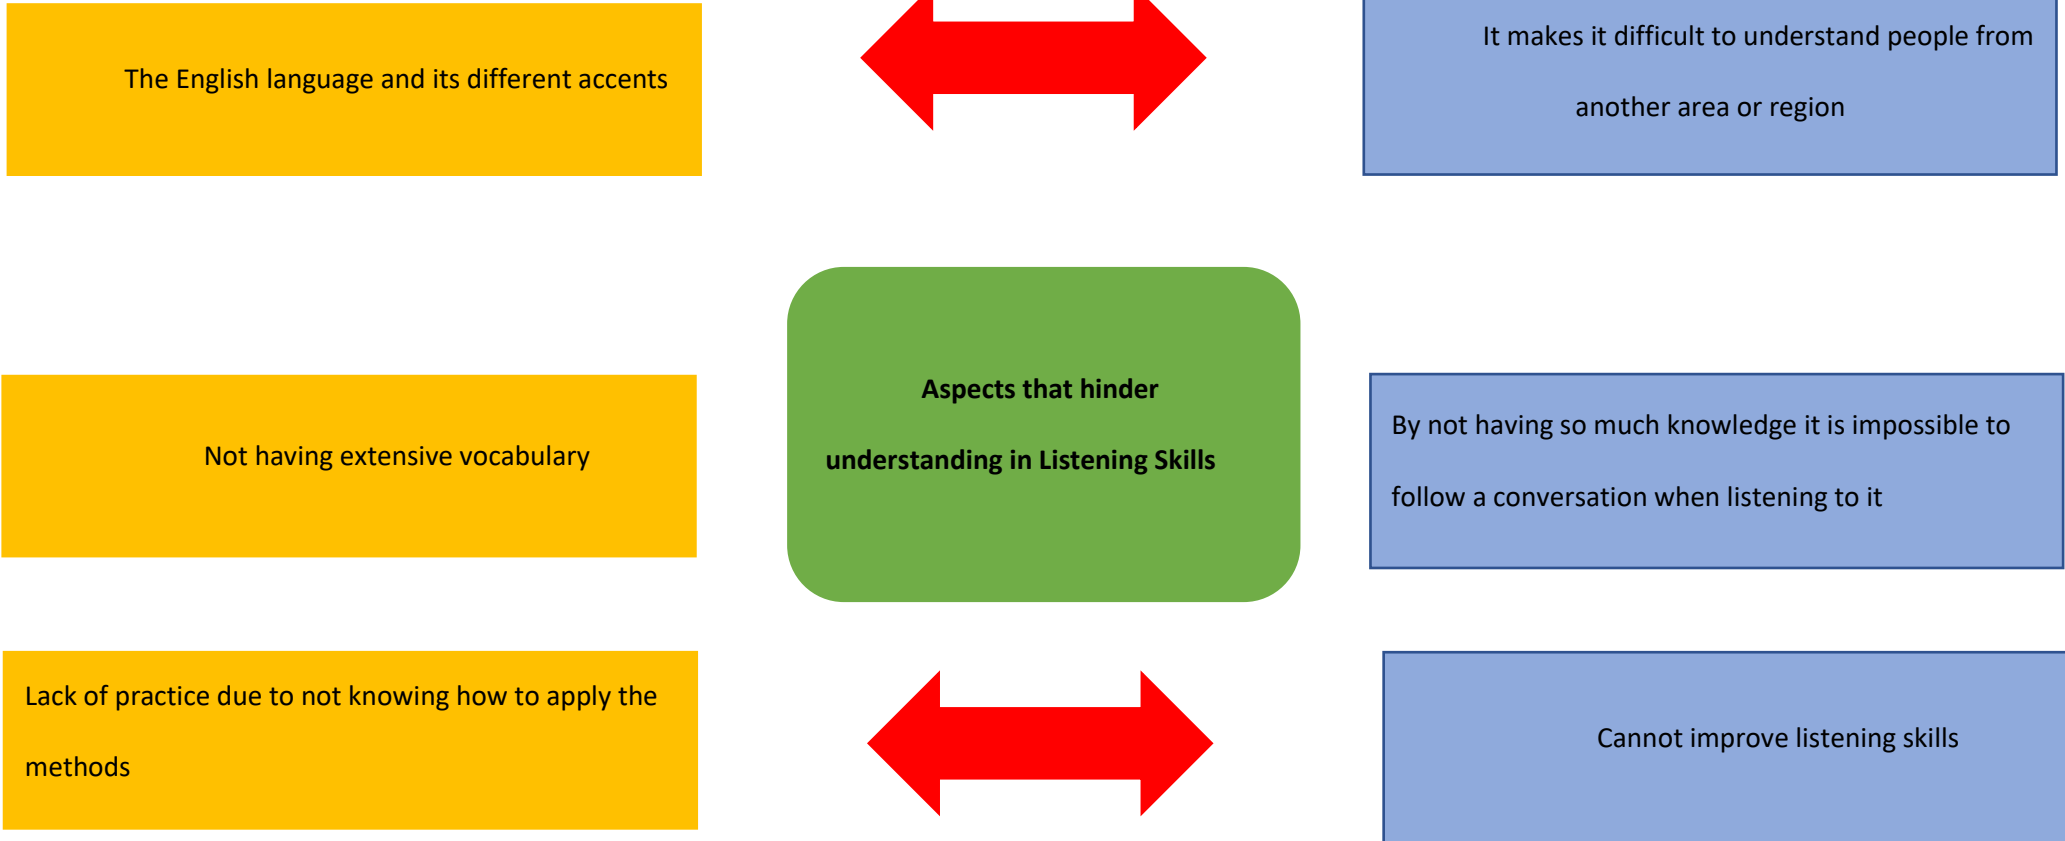 The English language and its different accents
It makes it difficult to understand people from
another area or region
Aspects that hinder
understanding in Listening Skills
Not having extensive vocabulary
By not having so much knowledge it is impossible to
follow a conversation when listening to it
Lack of practice due to not knowing how to apply the
methods
Cannot improve listening skills